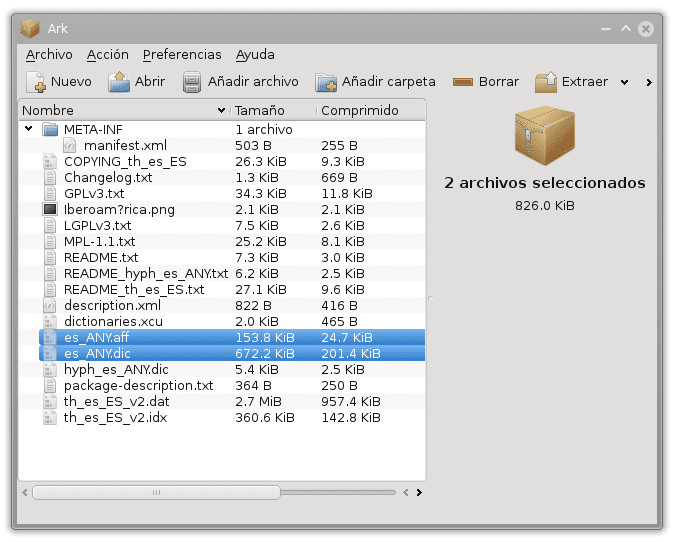 Ark
Archivo Acción Preferencias Ayuda
Nuevo Abrir Añadir archivo Añadir carpeta Borrar Extraer
Nombre Tamaño Comprimido
META-INF 1 archivo
manifest.xml 503 B 255 B
COPYING_th_es_ES 26.3 KiB 9.3 KiB
Changelog.txt 1.3 KiB 669 B
GPLv3.txt 34.3 KiB 11.8 KiB
Iberoam?rica.png 2.1 KiB 2.1 KiB
LGPLv3.txt 7.5 KiB 2.6 KiB
MPL-1.1.txt 25.2 KiB 8.1 KiB
README.txt 7.3 KiB 3.0 KiB
README_hyph_es_ANY.txt 6.2 KiB 2.5 KiB
README_th_es_ES.txt 27.1 KiB 9.6 KiB
description.xml 822 B 416 B
dictionaries.xcu 2.0 KiB 465 B
es_ANY.aff 153.8 KiB 24.7 KiB
es_ANY.dic 672.2 KiB 201.4 KiB
hyph_es_ANY.dic 5.4 KiB 2.5 KiB
package-description.txt 364 B 250 B
th_es_ES_v2.dat 2.7 MiB 957.4 KiB
th_es_ES_v2.idx 360.6 KiB 142.8 KiB
2 archivos seleccionados
826.0 KiB